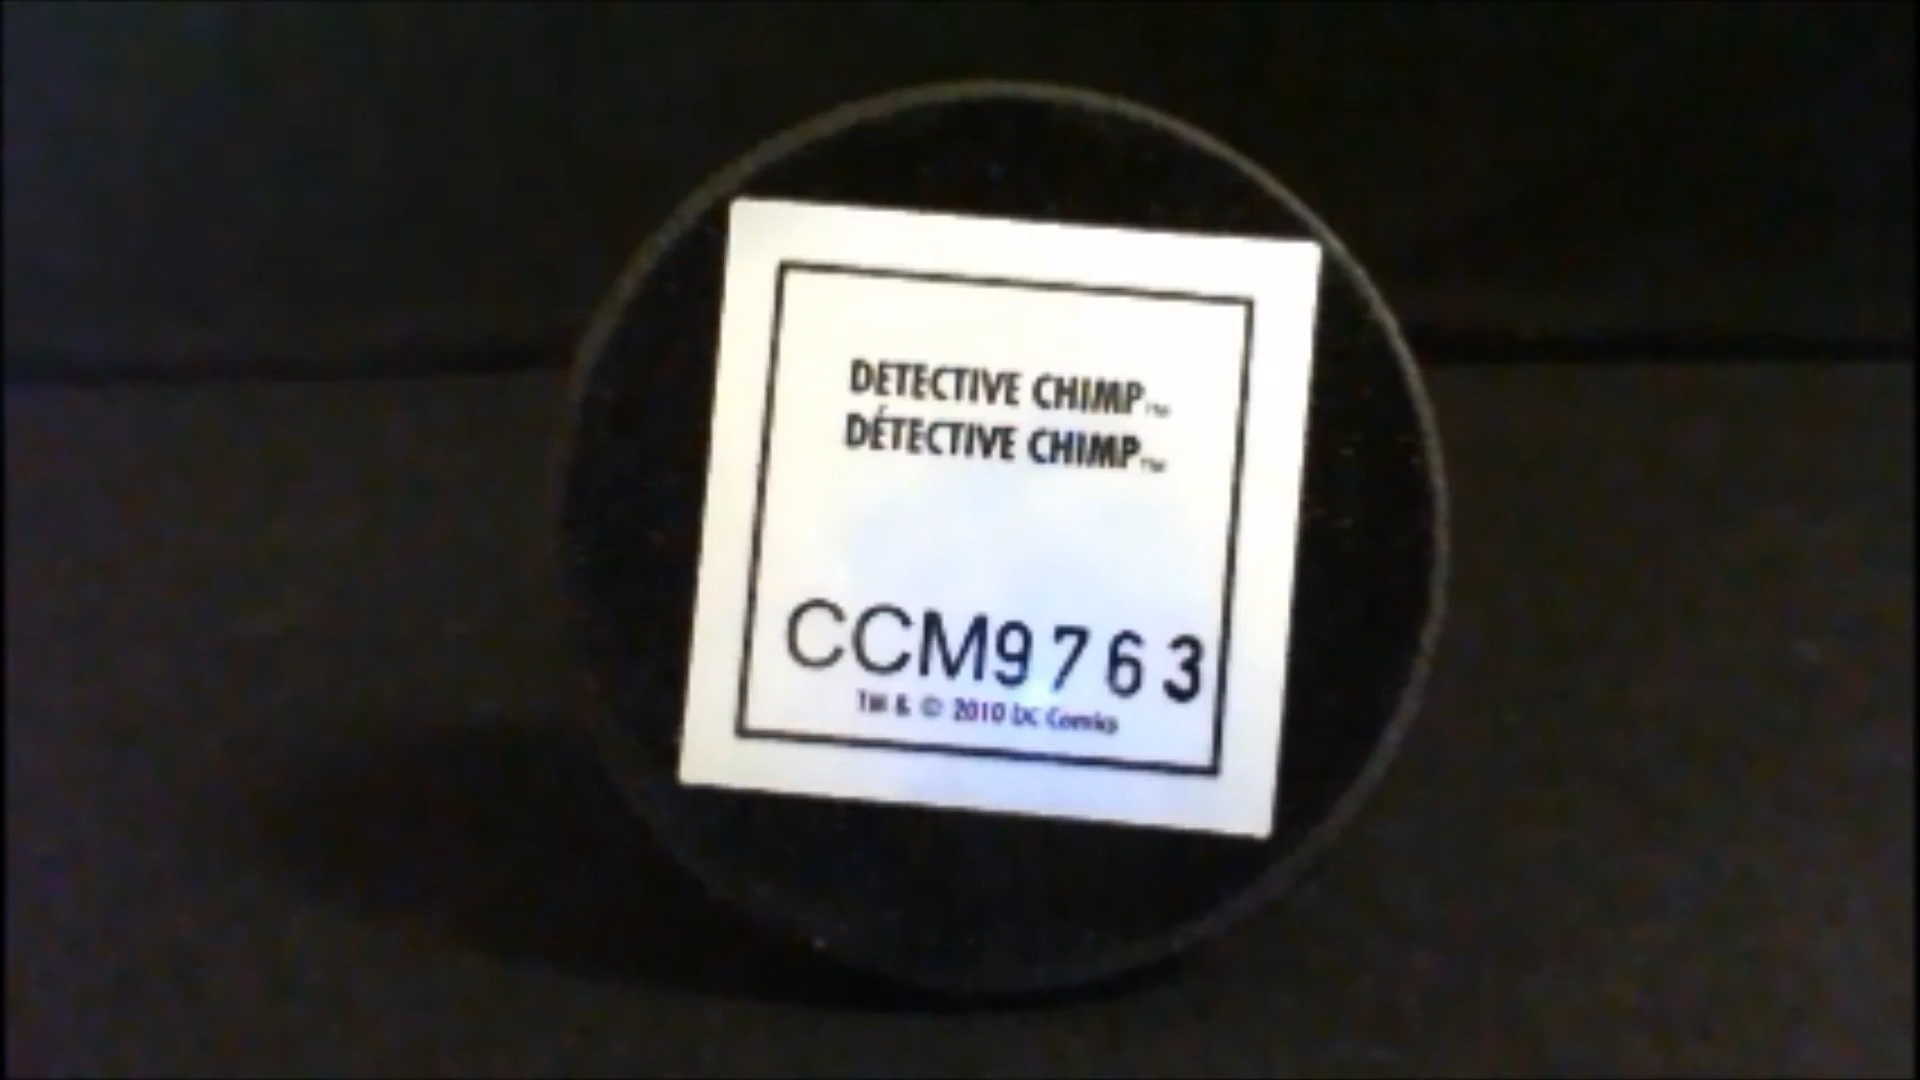 DETECTIVE CHIMP™
DÉTECTIVE CHIMP™
CCM9763
TM & © 2010 DC Comics